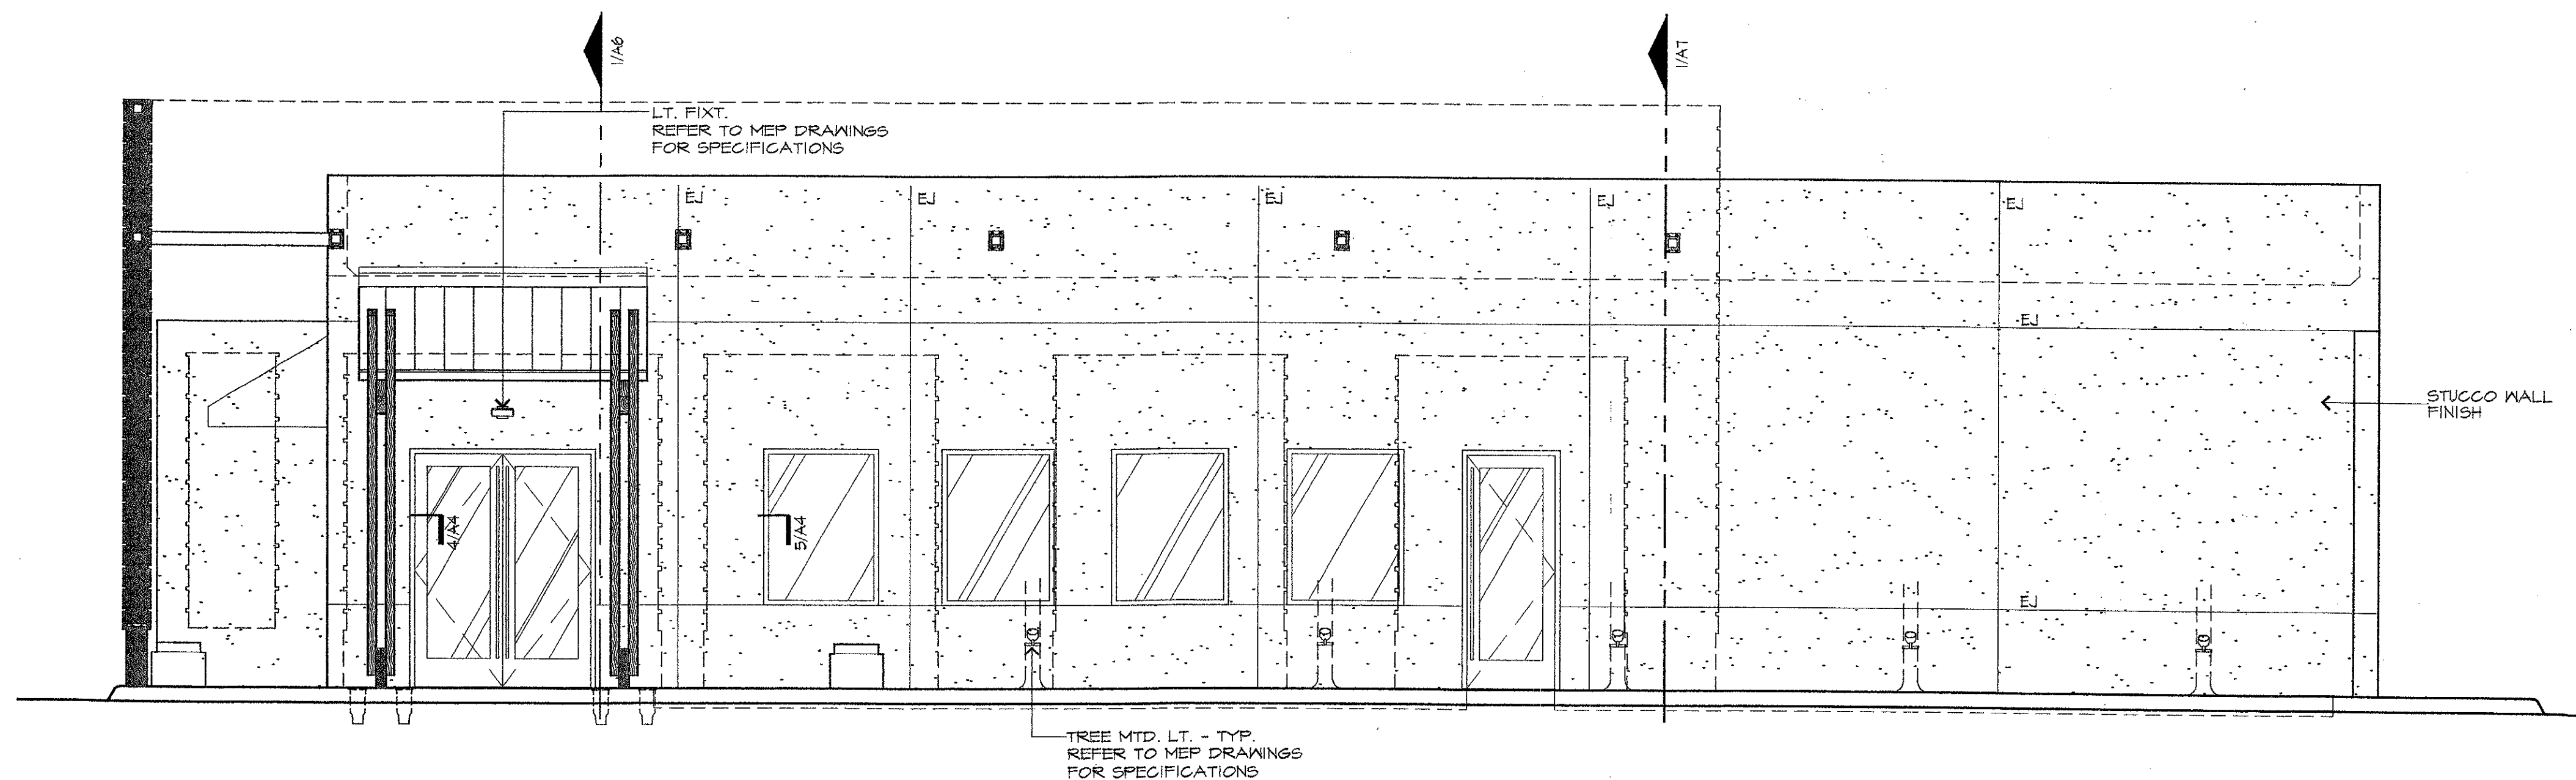 1/A6
1/A7
LT. FIXT.
REFER TO MEP DRAWINGS
FOR SPECIFICATIONS
EJ
EJ
EJ
EJ
EJ
EJ
STUCCO WALL
FINISH
4/A4
5/A4
EJ
TREE MTD. LT. - TYP.
REFER TO MEP DRAWINGS
FOR SPECIFICATIONS